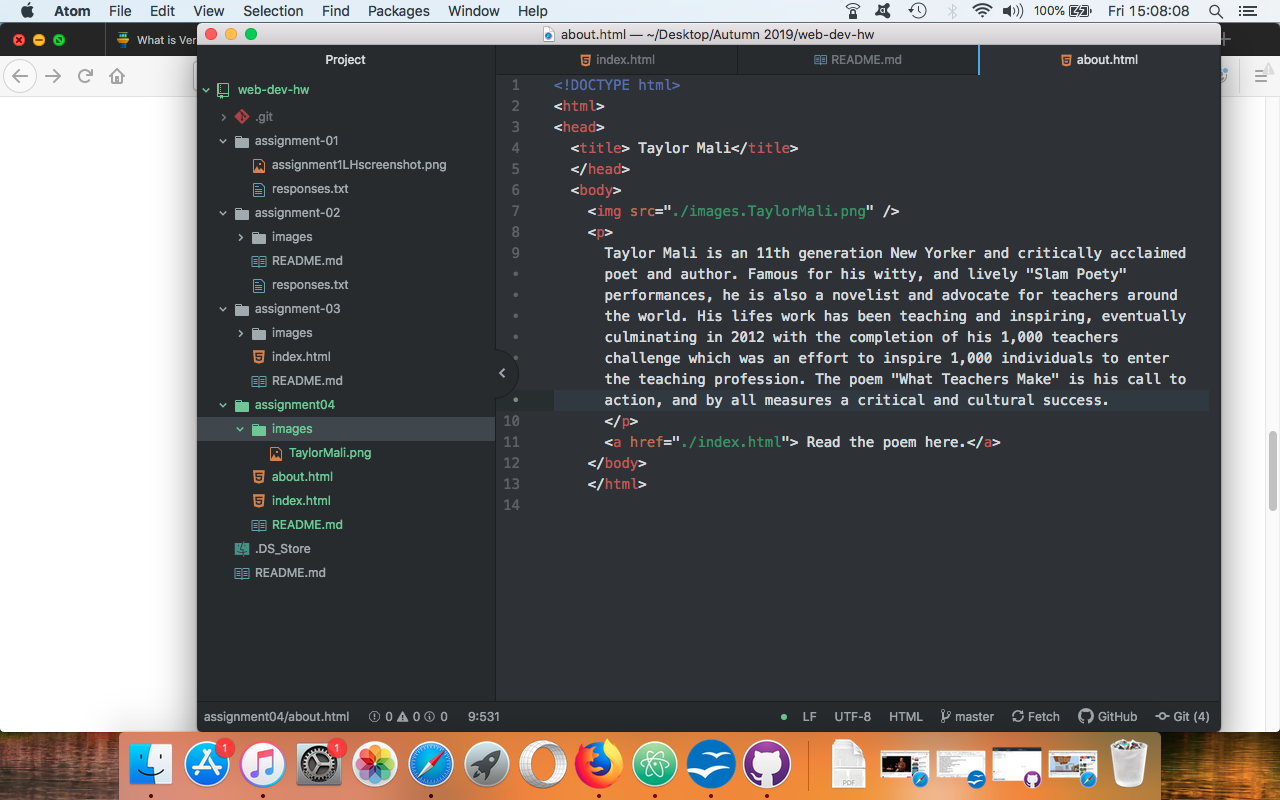 Atom File Edit View Selection Find Packages Window Help 100% Fri 15:08:08
What is Ver
about.html — ~/Desktop/Autumn 2019/web-dev-hw
Project
index.html
README.md
about.html
web-dev-hw
.git
assignment-01
assignment1LHscreenshot.png
responses.txt
assignment-02
images
README.md
responses.txt
assignment-03
images
index.html
README.md
assignment04
images
TaylorMali.png
about.html
index.html
README.md
.DS_Store
README.md
1 <!DOCTYPE html>
2 <html>
3 <head>
4 <title> Taylor Mali</title>
5 </head>
6 <body>
7 <img src="./images.TaylorMali.png" />
8 <p>
9 Taylor Mali is an 11th generation New Yorker and critically acclaimed
poet and author. Famous for his witty, and lively "Slam Poety"
performances, he is also a novelist and advocate for teachers around
the world. His lifes work has been teaching and inspiring, eventually
culminating in 2012 with the completion of his 1,000 teachers
challenge which was an effort to inspire 1,000 individuals to enter
the teaching profession. The poem "What Teachers Make" is his call to
action, and by all measures a critical and cultural success.
10 </p>
11 <a href="./index.html"> Read the poem here.</a>
12 </body>
13 </html>
14
assignment04/about.html 0 0 0 9:531 LF UTF-8 HTML master Fetch GitHub Git (4)
1
1
PDF